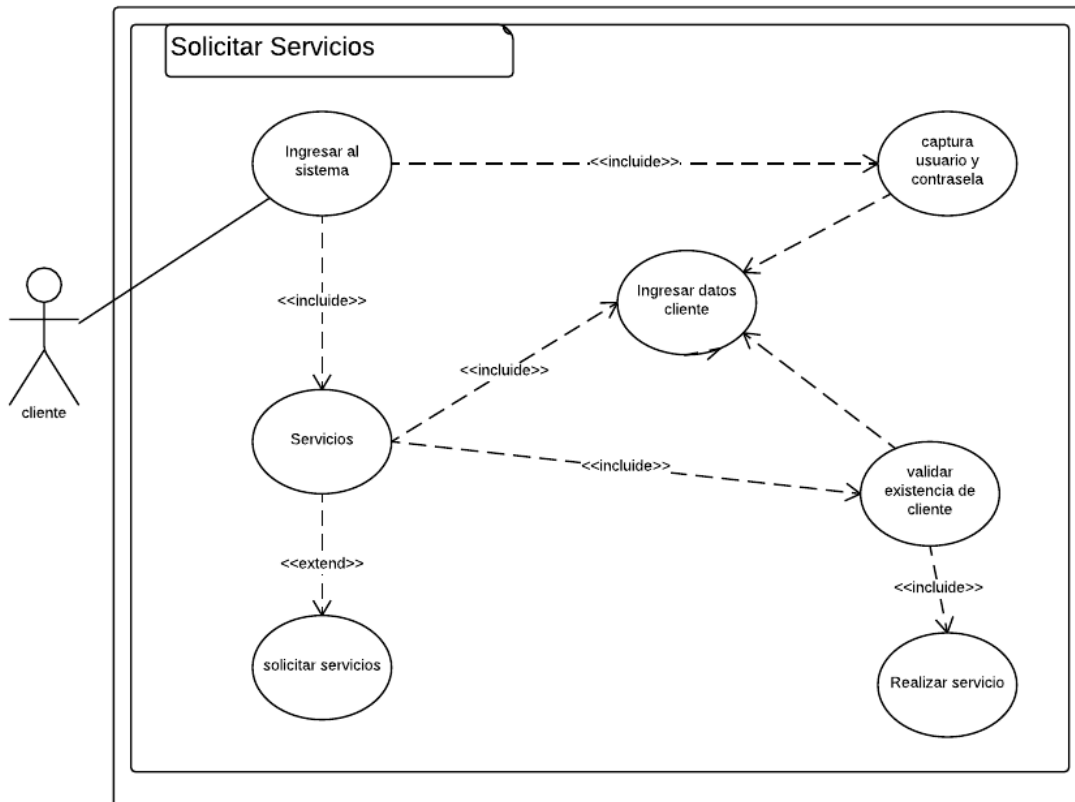 Solicitar Servicios
Ingresar al
sistema
<<incluide>>
captura
usuario y
contrasela
Ingresar datos
cliente
<<incluide>>
<<incluide>>
cliente
Servicios
<<incluide>>
validar
existencia de
cliente
<<extend>>
<<incluide>>
solicitar servicios
Realizar servicio